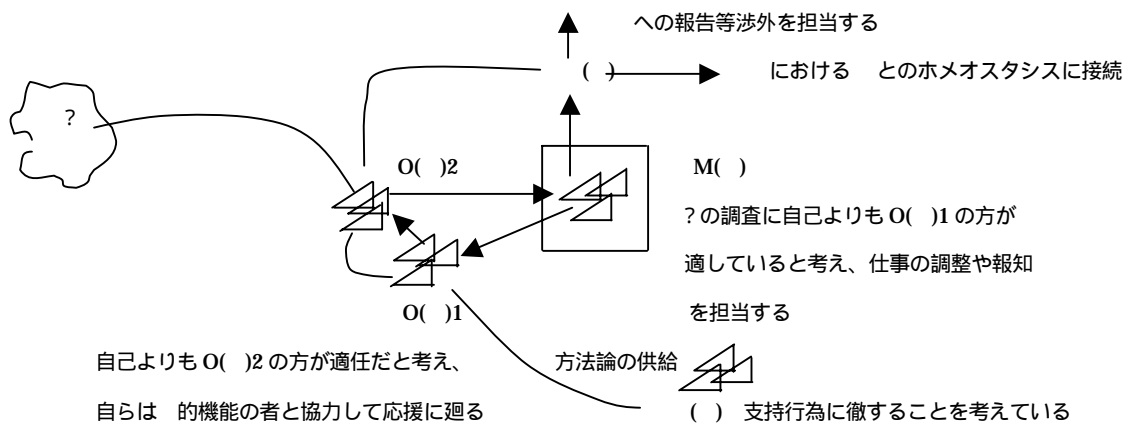 への報告等渉外を担当する
( )
における　とのホメオスタシスに接続
?
O( )2
M( )
?の調査に自己よりも O( )1 の方が
適していると考え、仕事の調整や報知
を担当する
O( )1
自己よりも O( )2 の方が適任だと考え、
自らは　的機能の者と協力して応援に廻る
方法論の供給
( )　支持行為に徹することを考えている